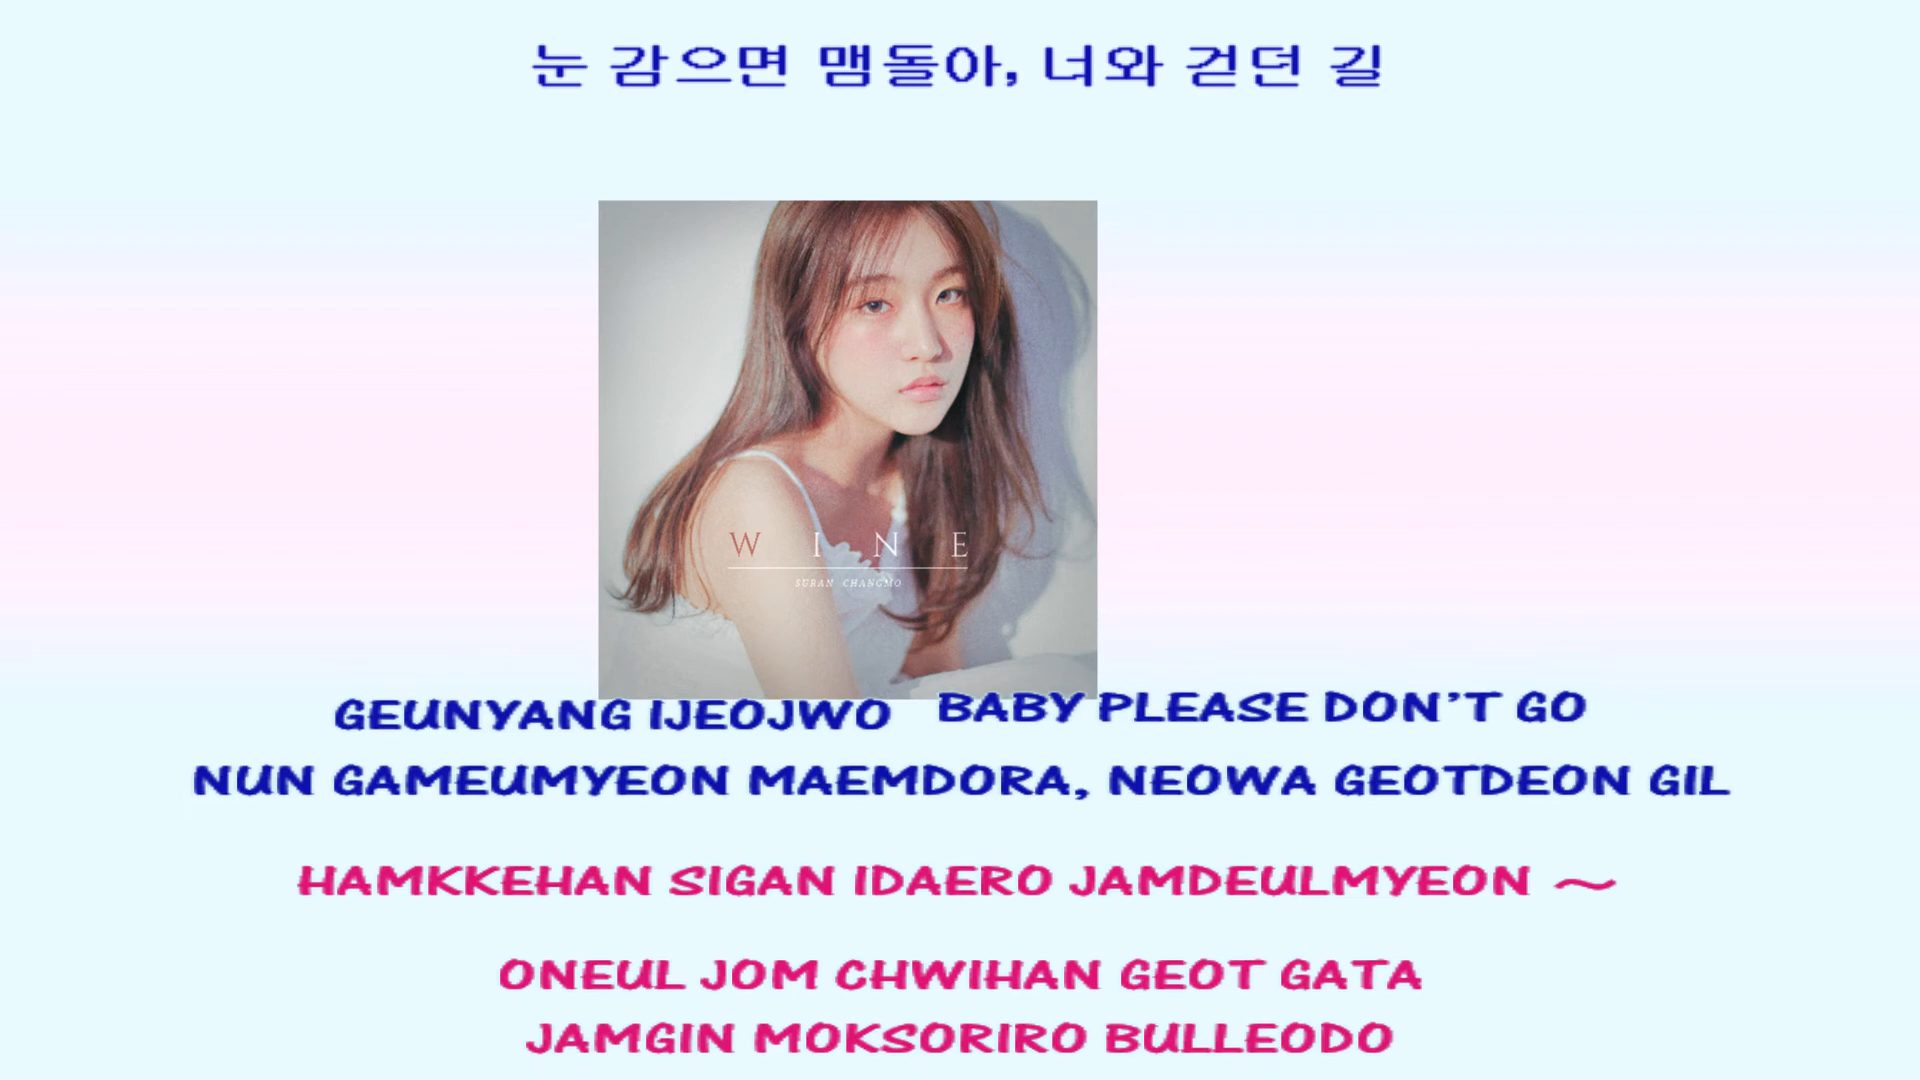 눈 감으면 맴돌아, 너와 걷던 길
W I N E
SURAN CHANGMO
GEUNYANG IJEOJWO BABY PLEASE DON'T GO
NUN GAMEUMYEON MAEMDORA, NEOWA GEOTDEON GIL
HAMKKEHAN SIGAN IDAERO JAMDEULMYEON ~
ONEUL JOM CHWIHAN GEOT GATA
JAMGIN MOKSORIRO BULLEODO